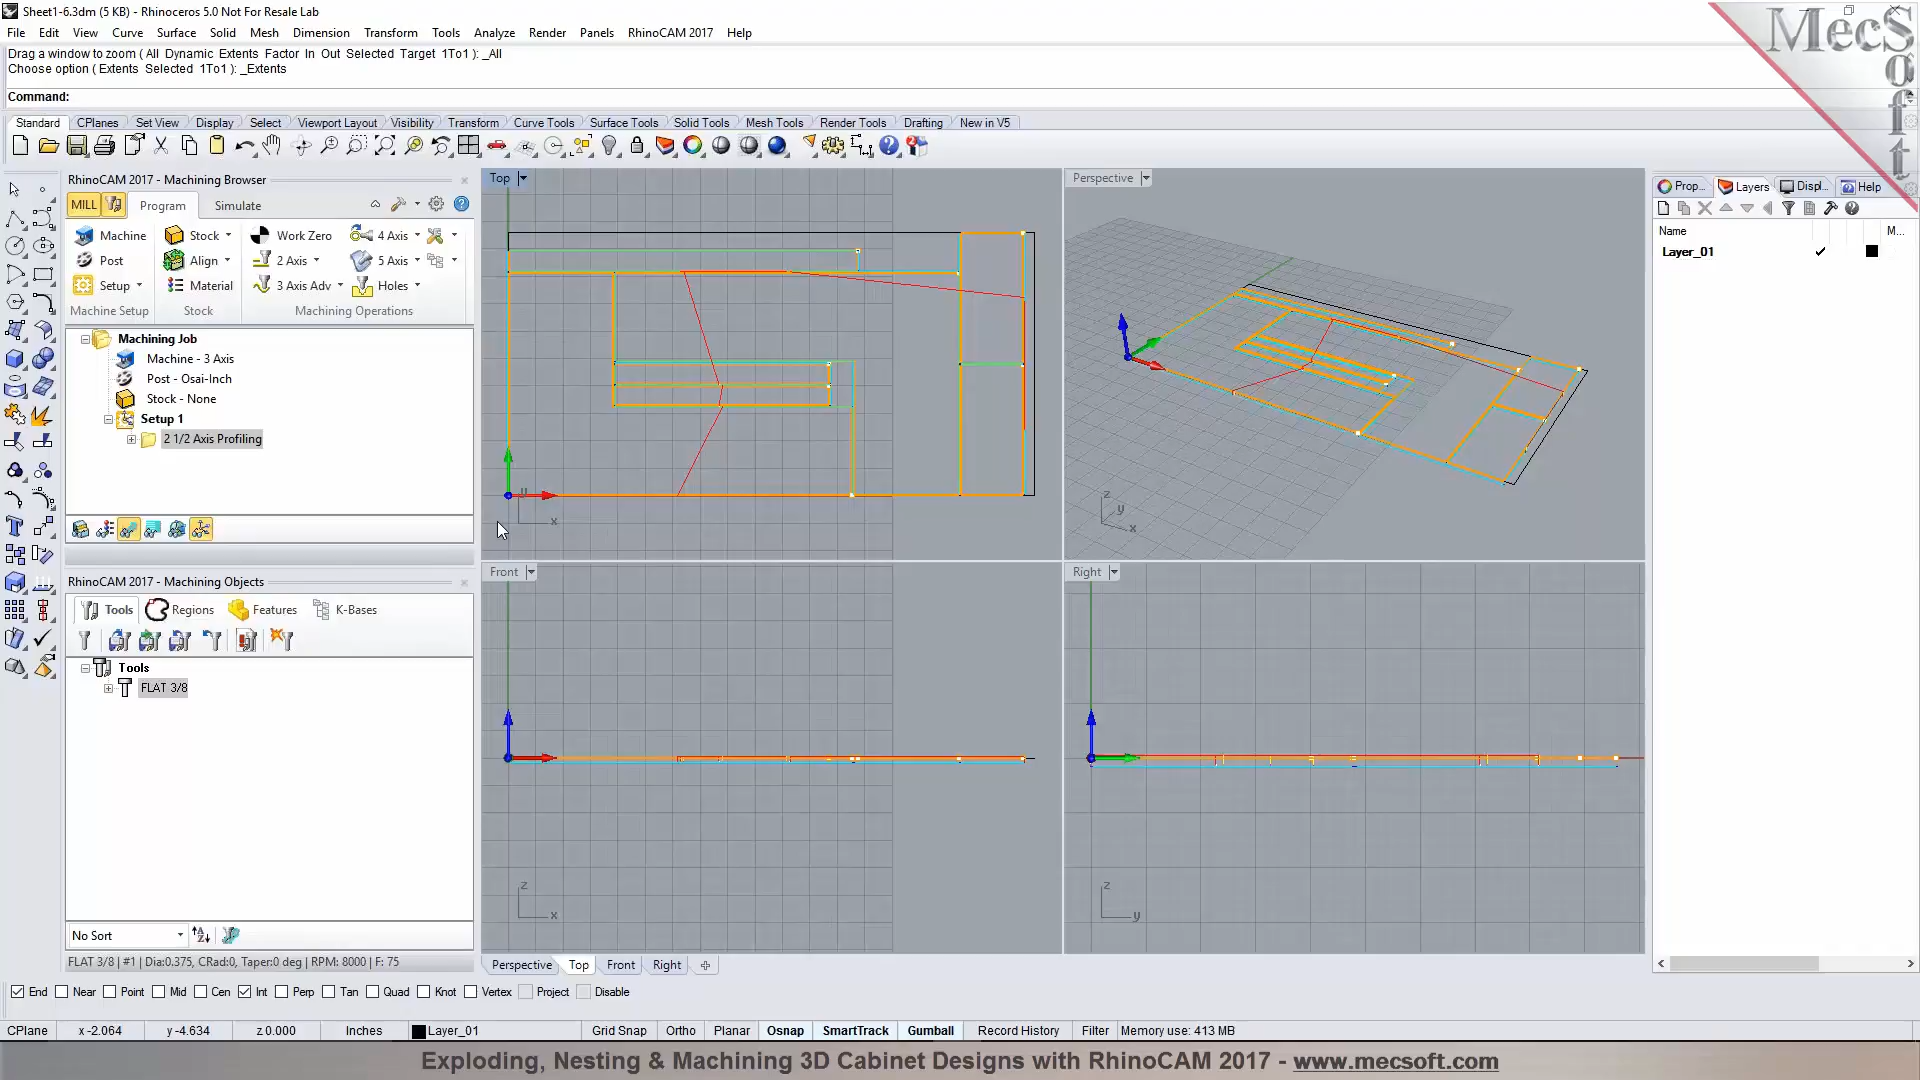 Sheet1-6.3dm (5 KB) - Rhinoceros 5.0 Not For Resale Lab
File Edit View Curve Surface Solid Mesh Dimension Transform Tools Analyze Render Panels RhinoCAM 2017 Help
Drag a window to zoom ( All Dynamic Extents Factor In Out Selected Target 1To1 ): _All
Choose option ( Extents Selected 1To1 ): _Extents
Command:
MecSoft
Standard CPlanes Set View Display Select Viewport Layout Visibility Transform Curve Tools Surface Tools Solid Tools Mesh Tools Render Tools Drafting New in V5
RhinoCAM 2017 - Machining Browser
MILL Program Simulate
Machine Stock Work Zero 4 Axis
Post Align 2 Axis 5 Axis
Setup Material 3 Axis Adv Holes
Machine Setup Stock Machining Operations
Machining Job
Machine - 3 Axis
Post - Osai-Inch
Stock - None
Setup 1
2 1/2 Axis Profiling
RhinoCAM 2017 - Machining Objects
Tools Regions Features K-Bases
Tools
FLAT 3/8
No Sort
FLAT 3/8 | #1 | Dia:0.375, CRad:0, Taper:0 deg | RPM: 8000 | F: 75
Top
y
x
Perspective
z
y
x
Front
z
x
Right
z
y
Prop... Layers Displ... Help
Name M...
Layer_01
Perspective Top Front Right
End Near Point Mid Cen Int Perp Tan Quad Knot Vertex Project Disable
CPlane x -2.064 y -4.634 z 0.000 Inches Layer_01 Grid Snap Ortho Planar Osnap SmartTrack Gumball Record History Filter Memory use: 413 MB
Exploding, Nesting & Machining 3D Cabinet Designs with RhinoCAM 2017 - www.mecsoft.com